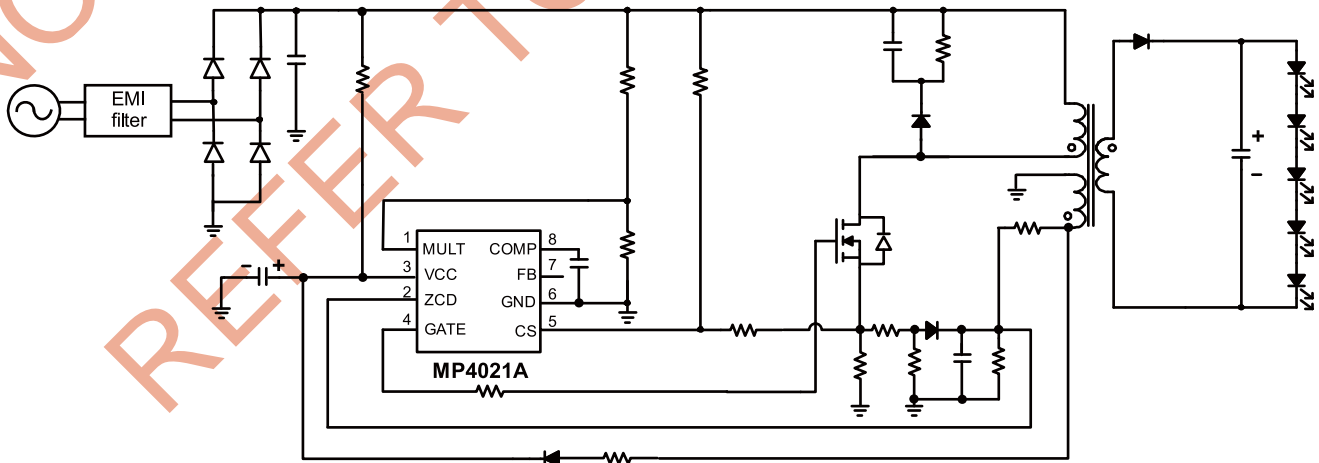 NO
REFER TO
EMI
filter
1 MULT COMP 8
3 VCC FB 7
2 ZCD GND 6
4 GATE CS 5
MP4021A
− +
+
−